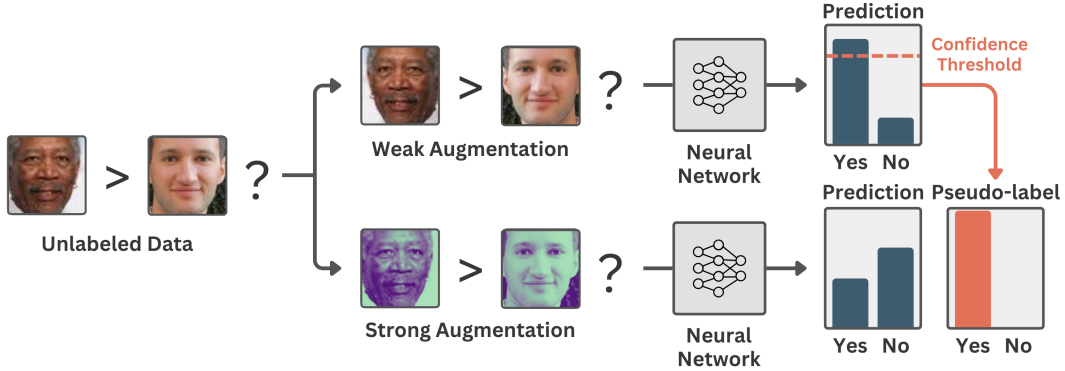 Prediction
Confidence
Threshold
> ?
Weak Augmentation
Neural
Network
Yes No
> ?
Unlabeled Data
Prediction Pseudo-label
> ?
Strong Augmentation
Neural
Network
Yes No
Yes No